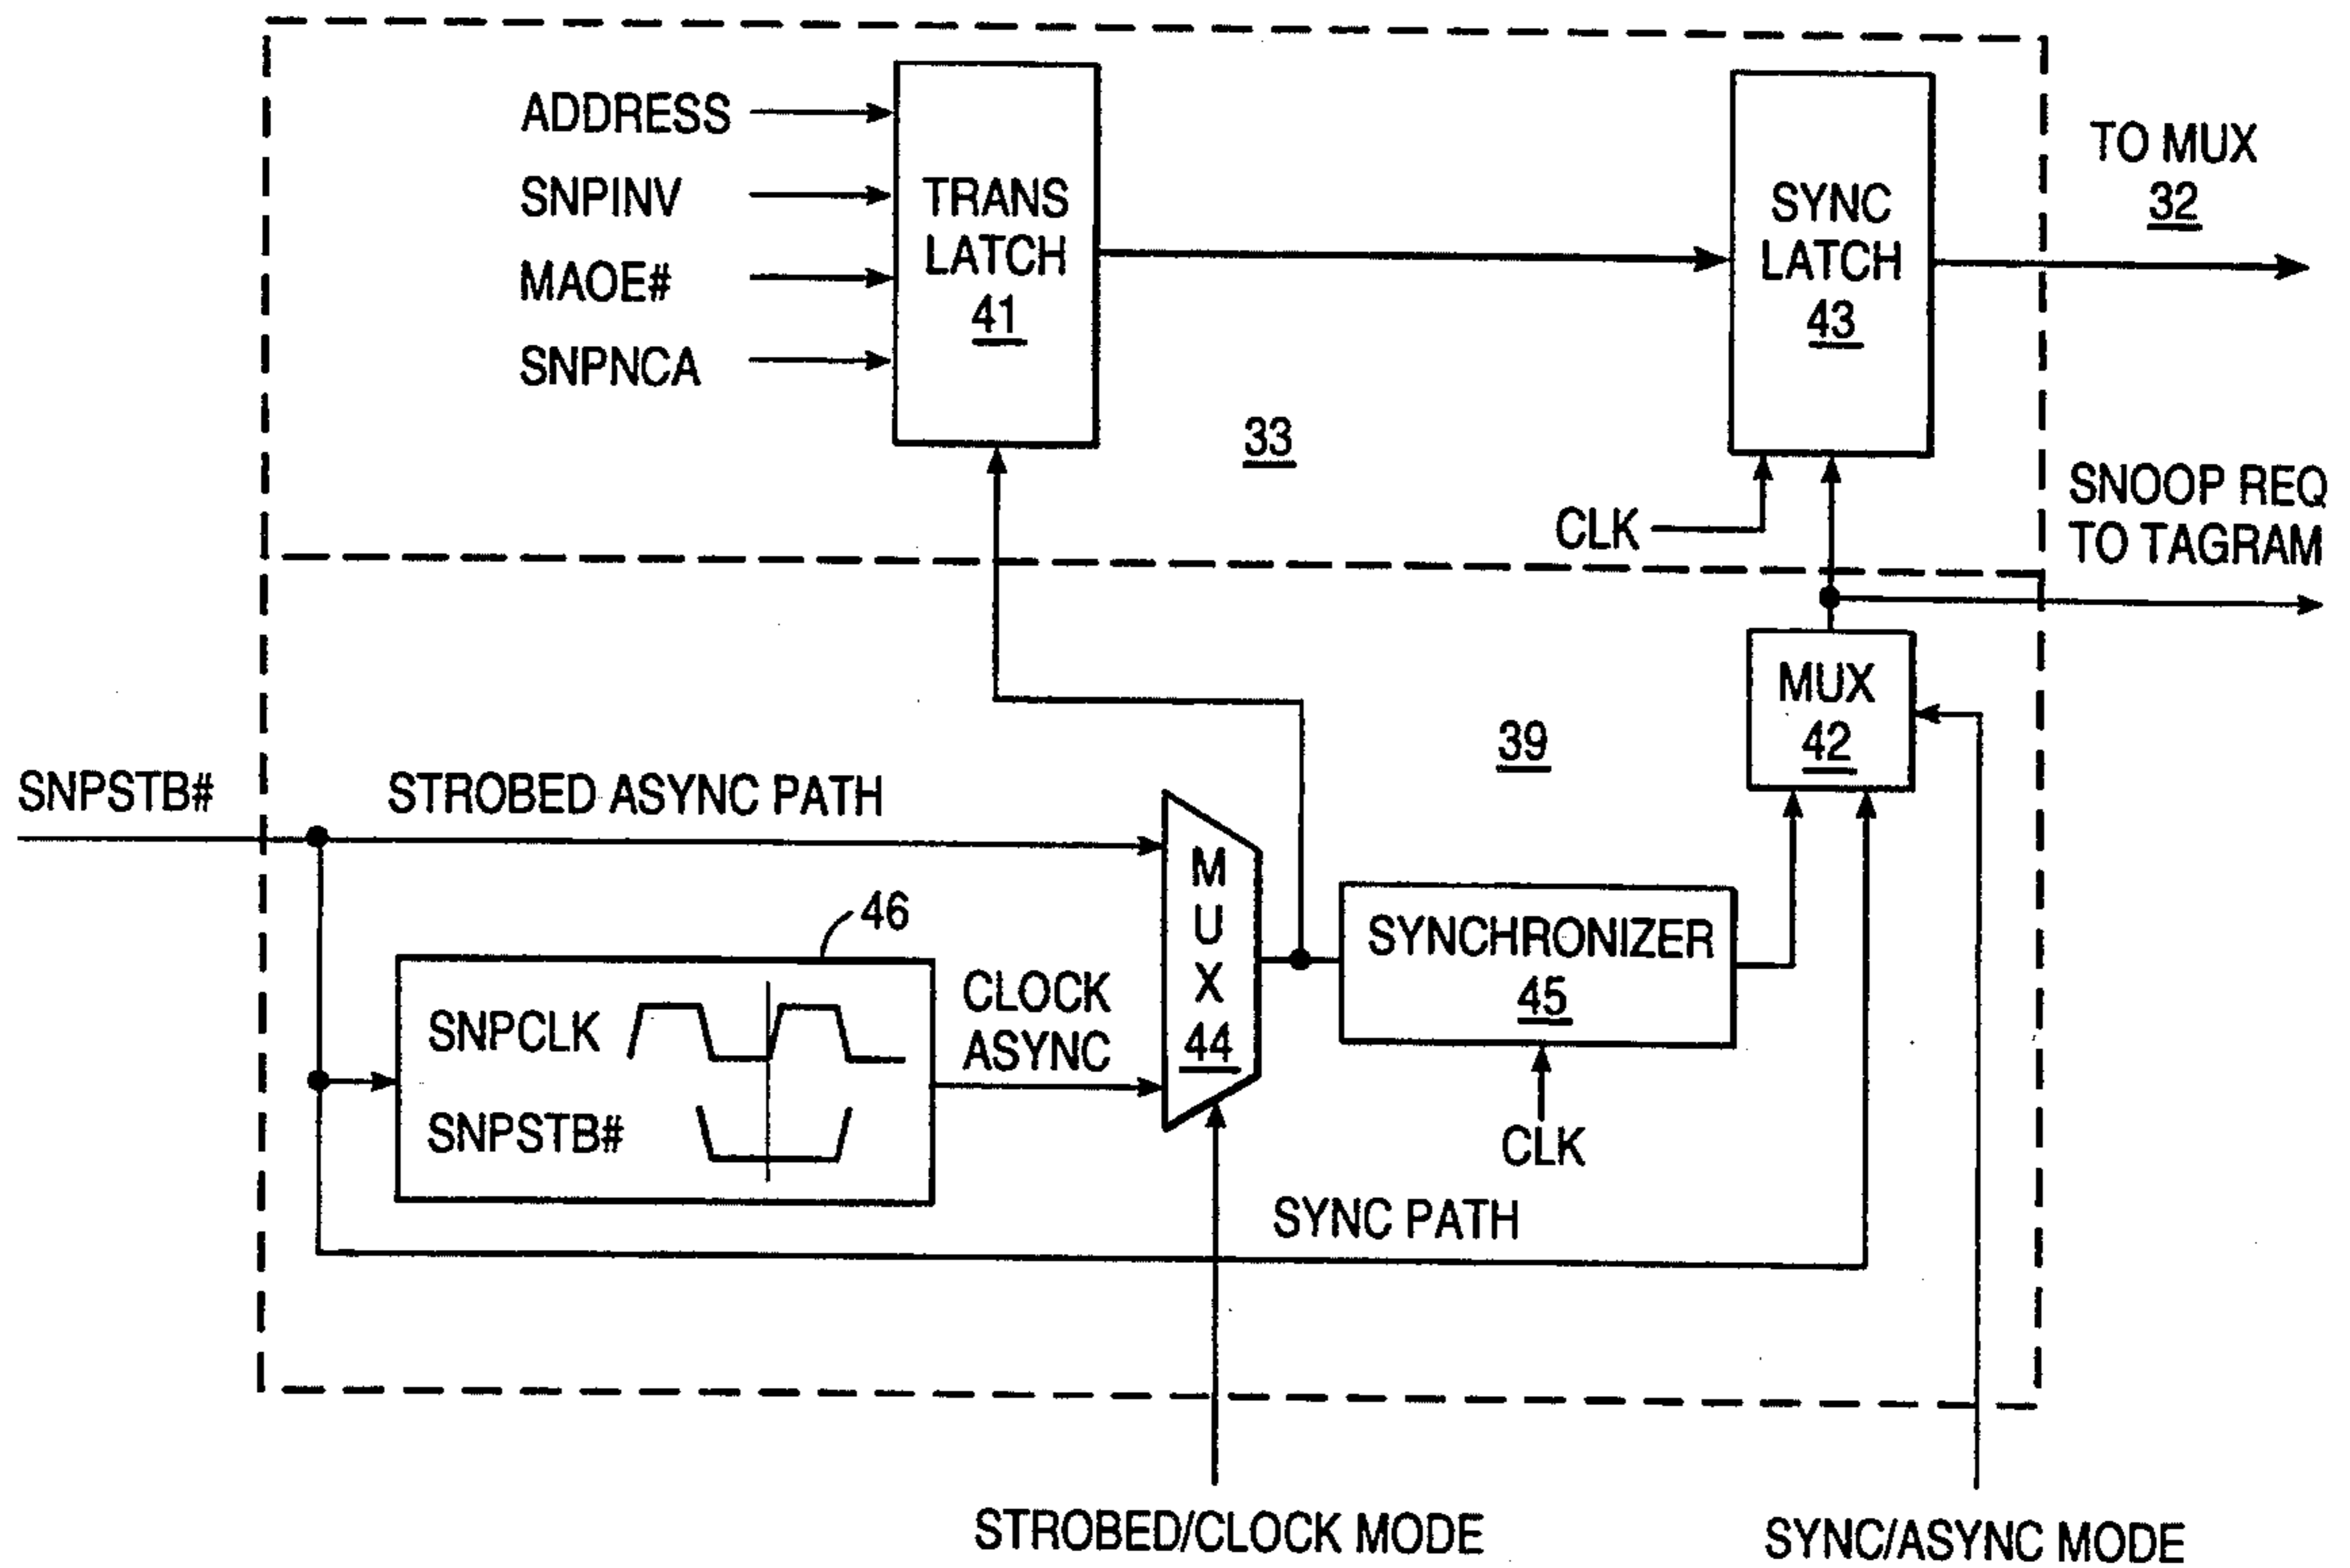 ADDRESS
SNPINV
MAOE#
SNPNCA
TRANS
LATCH
41
SYNC
LATCH
43
TO MUX
32
33
CLK
SNOOP REQ
TO TAGRAM
MUX
42
39
SNPSTB#
STROBED ASYNC PATH
46
SNPCLK
SNPSTB#
CLOCK
ASYNC
M
U
X
44
SYNCHRONIZER
45
CLK
SYNC PATH
STROBED/CLOCK MODE
SYNC/ASYNC MODE